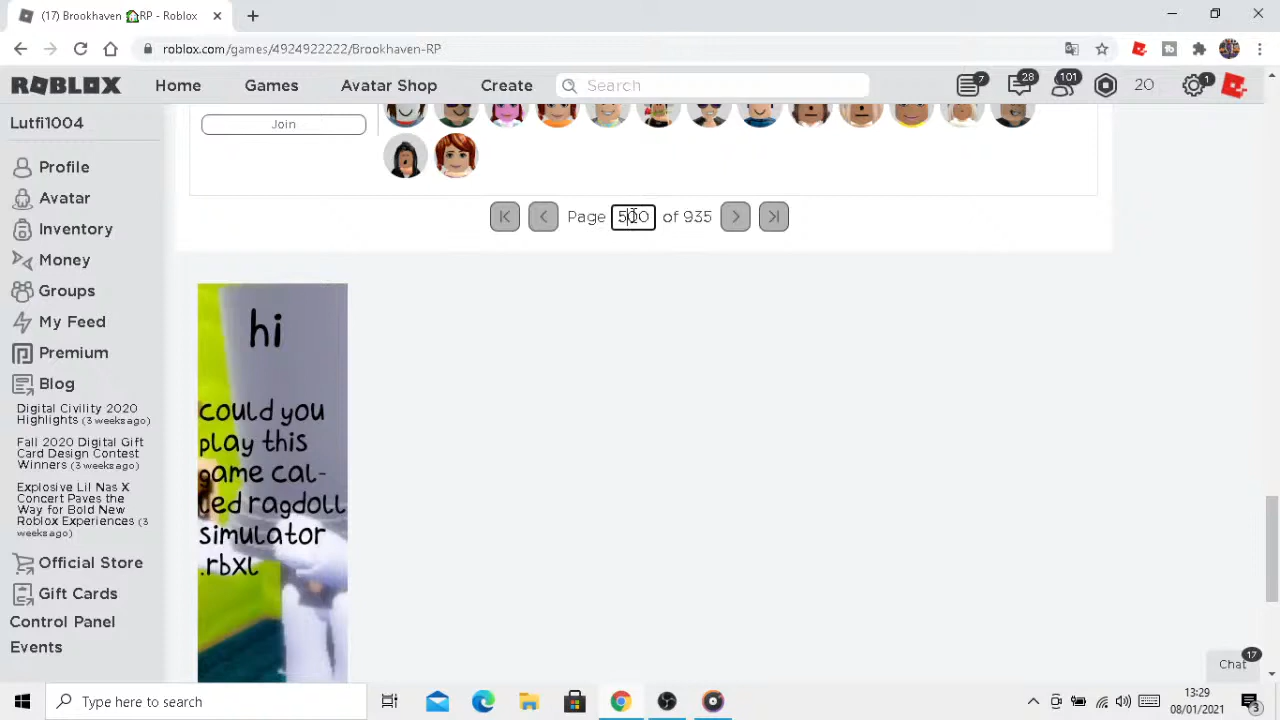 (17) Brookhaven 🏠RP - Roblox
roblox.com/games/4924922222/Brookhaven-RP
ROBLOX
Home
Games
Avatar Shop
Create
Search
7
28
101
20
1
Lutfi1004
Profile
Avatar
Inventory
Money
Groups
My Feed
Premium
Blog
Digital Civility 2020
Highlights (3 weeks ago)
Fall 2020 Digital Gift
Card Design Contest
Winners (3 weeks ago)
Explosive Lil Nas X
Concert Paves the
Way for Bold New
Roblox Experiences (3
weeks ago)
Official Store
Gift Cards
Control Panel
Events
Join
Page 500 of 935
hi
could you
play this
game cal-
led ragdoll
simulator
.rbxl
Chat
17
Type here to search
13:29
08/01/2021
3